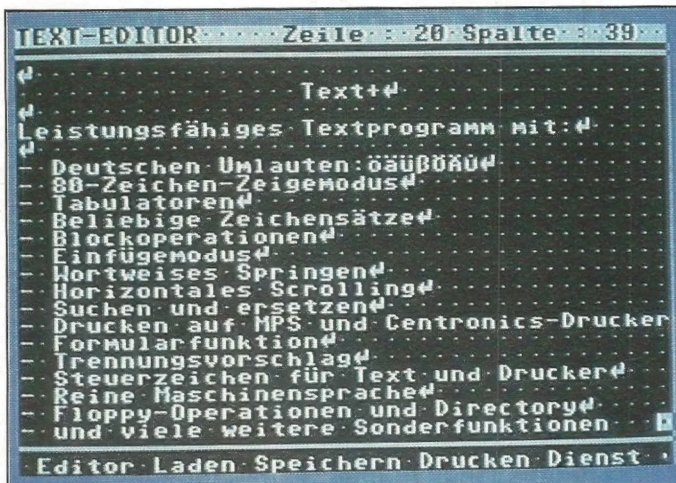 TEXT-EDITOR Zeile : 20 Spalte : 39
Text+
Leistungsfähiges Textprogramm mit:
- Deutschen Umlauten:öäüßÖÄÜ
- 80-Zeichen-Zeigemodus
- Tabulatoren
- Beliebige Zeichensätze
- Blockoperationen
- Einfügemodus
- Wortweises Springen
- Horizontales Scrolling
- Suchen und ersetzen
- Drucken auf MPS und Centronics-Drucker
- Formularfunktion
- Trennungsvorschlag
- Steuerzeichen für Text und Drucker
- Reine Maschinensprache
- Floppy-Operationen und Directory
- und viele weitere Sonderfunktionen
Editor Laden Speichern Drucken Dienst